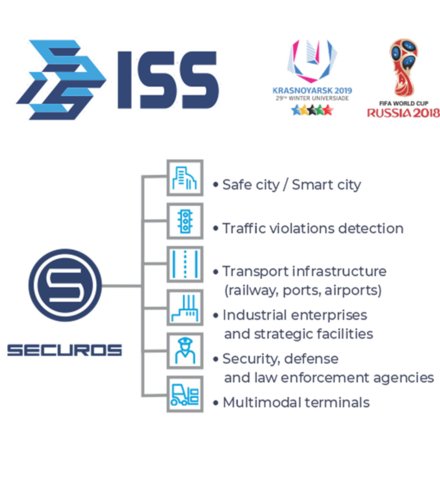 ISS
KRASNOYARSK 2019
29TH WINTER UNIVERSIADE
FIFA WORLD CUP
RUSSIA 2018
• Safe city / Smart city
• Traffic violations detection
• Transport infrastructure
(railway, ports, airports)
• Industrial enterprises
and strategic facilities
S
SECUROS
• Security, defense
and law enforcement agencies
• Multimodal terminals